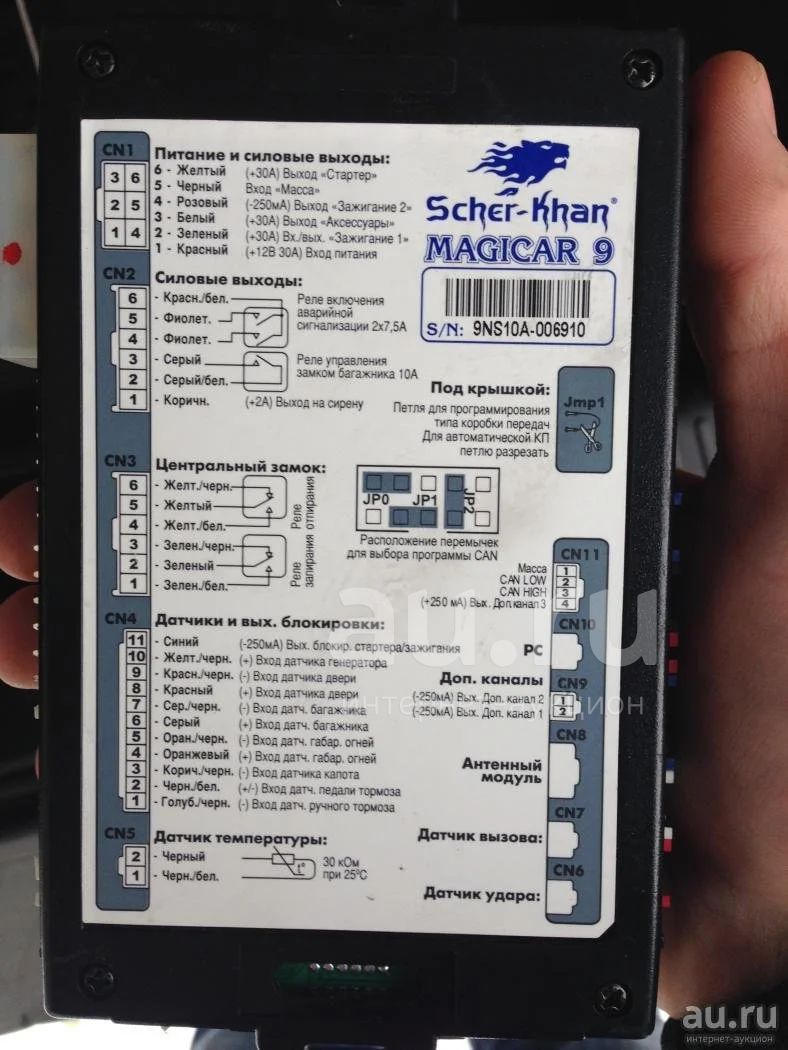 CN1
Питание и силовые выходы:
3 6
2 5
1 4
6 - Желтый (+30А) Выход «Стартер»
5 - Черный Вход «Масса»
4 - Розовый (-250мА) Выход «Зажигание 2»
3 - Белый (+30А) Выход «Аксессуары»
2 - Зеленый (+30А) Вх./вых. «Зажигание 1»
1 - Красный (+12В 30А) Вход питания
Scher-Khan®
MAGICAR 9
S/N: 9NS10A-006910
CN2
Силовые выходы:
6 - Красн./бел.
5 - Фиолет.
4 - Фиолет.
Реле включения
аварийной
сигнализации 2х7,5А
3 - Серый
2 - Серый/бел.
Реле управления
замком багажника 10А
1 - Коричн. (+2А) Выход на сирену
Под крышкой:
Петля для программирования
типа коробки передач
Для автоматической КП
петлю разрезать
Jmp1
CN3
Центральный замок:
6 - Желт./черн.
5 - Желтый
4 - Желт./бел.
Реле
отпирания
3 - Зелен./черн.
2 - Зеленый
1 - Зелен./бел.
Реле
запирания
JP0 JP1 JP2
Расположение перемычек
для выбора программы CAN
CN11
Масса 1
CAN LOW 2
CAN HIGH 3
(+250 мА) Вых. Доп.канал 3 4
CN4
Датчики и вых. блокировки:
11 - Синий (-250мА) Вых. блокир. стартера/зажигания
10 - Желт./черн. (+) Вход датчика генератора
9 - Красн./черн. (-) Вход датчика двери
8 - Красный (+) Вход датчика двери
7 - Сер./черн. (-) Вход датч. багажника
6 - Серый (+) Вход датч. багажника
5 - Оран./черн. (-) Вход датч. габар. огней
4 - Оранжевый (+) Вход датч. габар. огней
3 - Корич./черн. (-) Вход датчика капота
2 - Черн./бел. (+/-) Вход датч. педали тормоза
1 - Голуб./черн. (-) Вход датч. ручного тормоза
CN10
PC
Доп. каналы
CN9
(-250мА) Вых. Доп. канал 2 1
(-250мА) Вых. Доп. канал 1 2
CN8
Антенный
модуль
CN7
Датчик вызова:
CN6
Датчик удара:
CN5
Датчик температуры:
2 - Черный
1 - Черн./бел.
t°
30 кОм
при 25°C
au.ru
интернет-аукцион
au.ru
интернет-аукцион